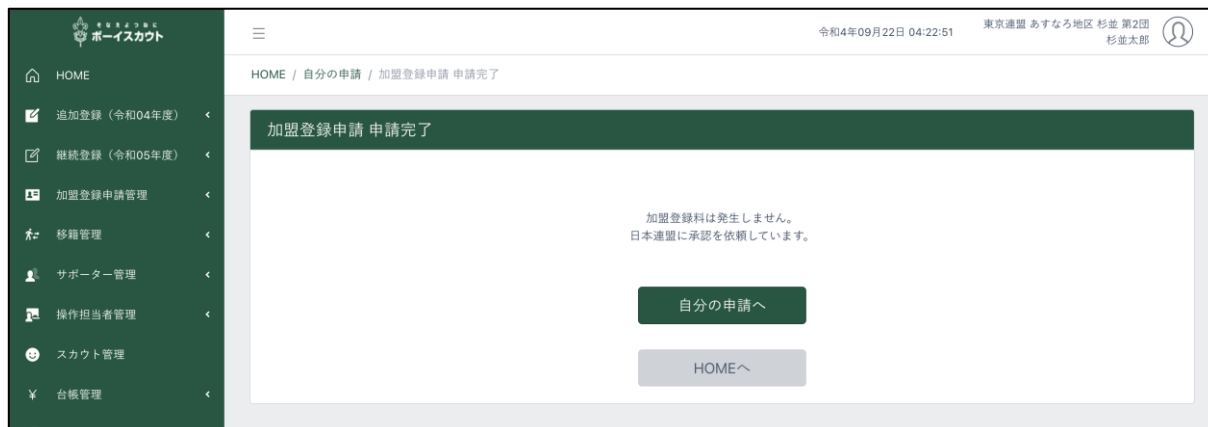 そなえよつねに
ボーイスカウト
令和4年09月22日 04:22:51
東京連盟 あすなろ地区 杉並 第2団
杉並太郎
HOME
追加登録（令和04年度）
継続登録（令和05年度）
加盟登録申請管理
移籍管理
サポーター管理
操作担当者管理
スカウト管理
¥ 台帳管理
HOME / 自分の申請 / 加盟登録申請 申請完了
加盟登録申請 申請完了
加盟登録料は発生しません。
日本連盟に承認を依頼しています。
自分の申請へ
HOMEへ